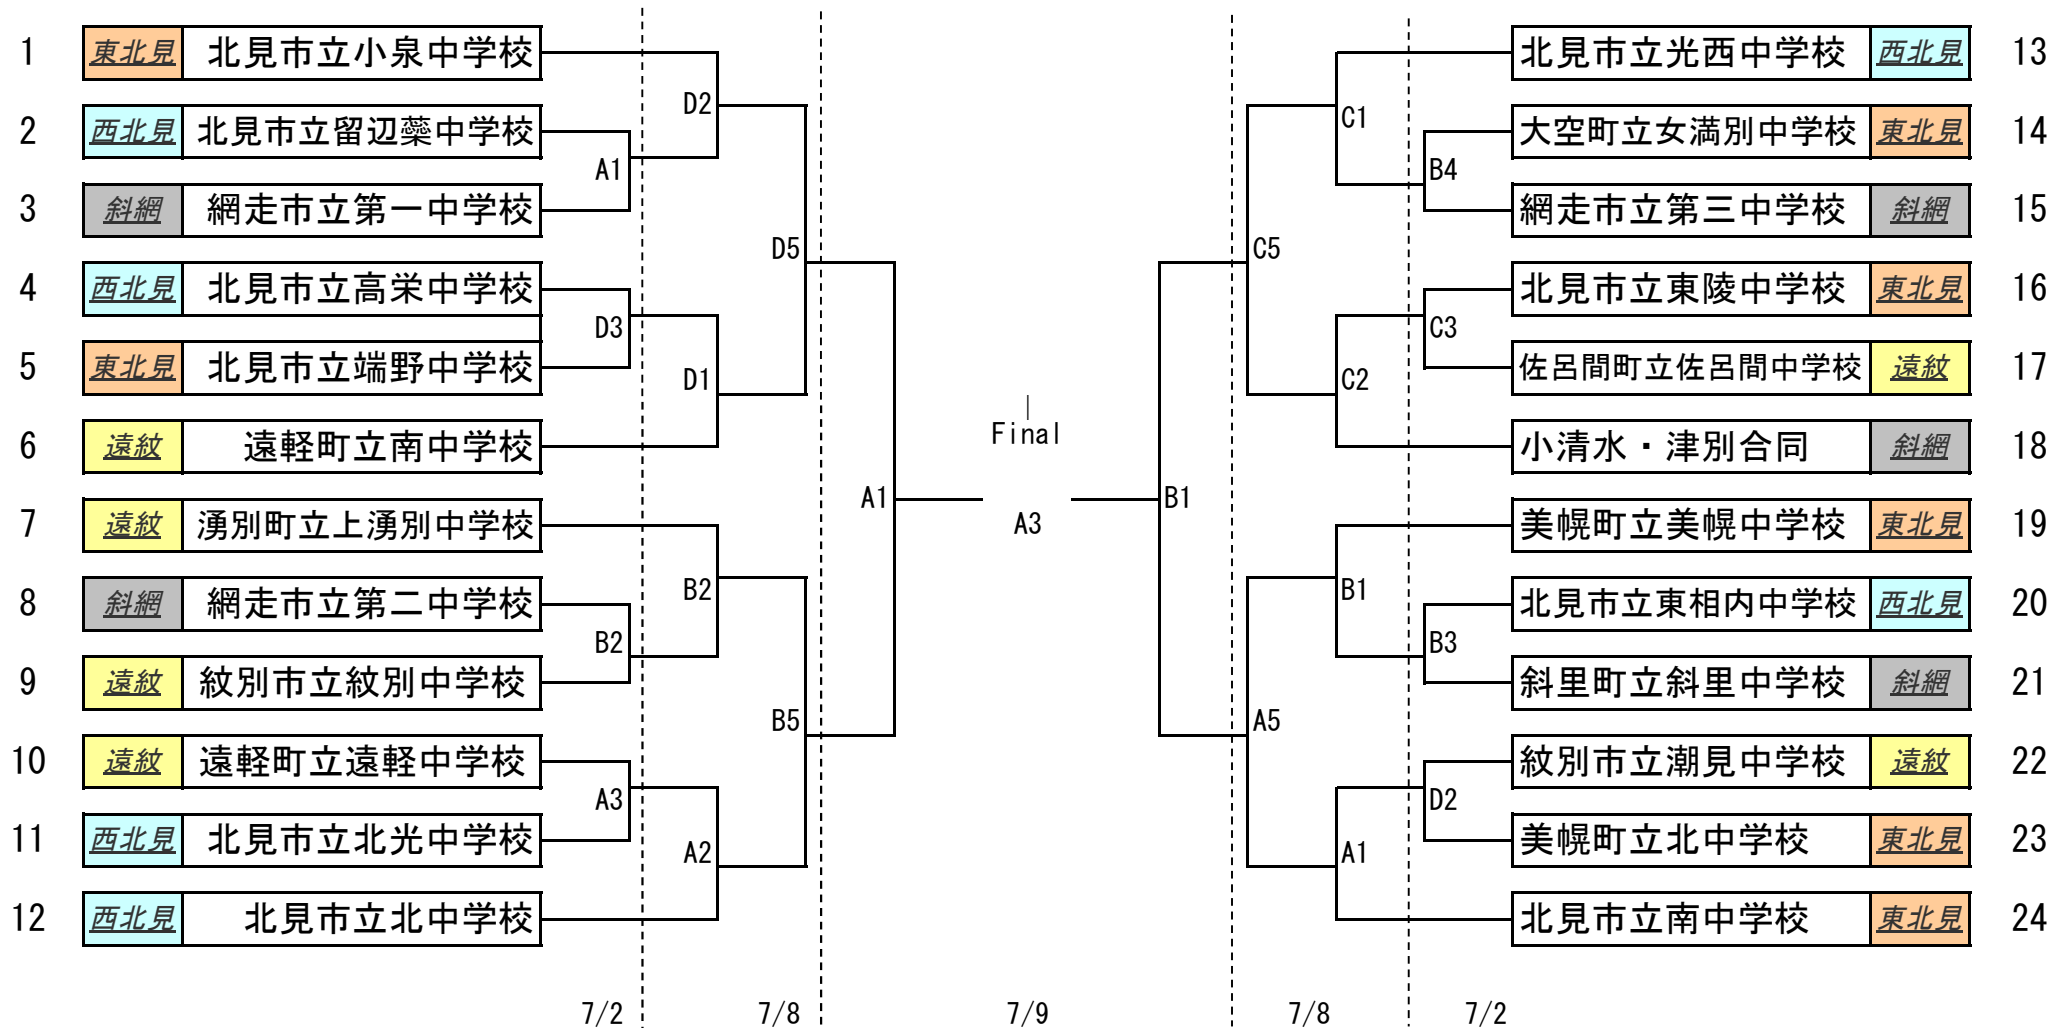 1 東北見 北見市立小泉中学校
2 西北見 北見市立留辺蘂中学校
3 斜網 網走市立第一中学校
4 西北見 北見市立高栄中学校
5 東北見 北見市立端野中学校
6 遠紋 遠軽町立南中学校
7 遠紋 湧別町立上湧別中学校
8 斜網 網走市立第二中学校
9 遠紋 紋別市立紋別中学校
10 遠紋 遠軽町立遠軽中学校
11 西北見 北見市立北光中学校
12 西北見 北見市立北中学校
A1
D3
B2
A3
D2
D1
B2
A2
D5
B5
A1
Final
A3
B1
C5
A5
C1
C2
B1
A1
B4
C3
B3
D2
北見市立光西中学校 西北見 13
大空町立女満別中学校 東北見 14
網走市立第三中学校 斜網 15
北見市立東陵中学校 東北見 16
佐呂間町立佐呂間中学校 遠紋 17
小清水・津別合同 斜網 18
美幌町立美幌中学校 東北見 19
北見市立東相内中学校 西北見 20
斜里町立斜里中学校 斜網 21
紋別市立潮見中学校 遠紋 22
美幌町立北中学校 東北見 23
北見市立南中学校 東北見 24
7/2 7/8 7/9 7/8 7/2